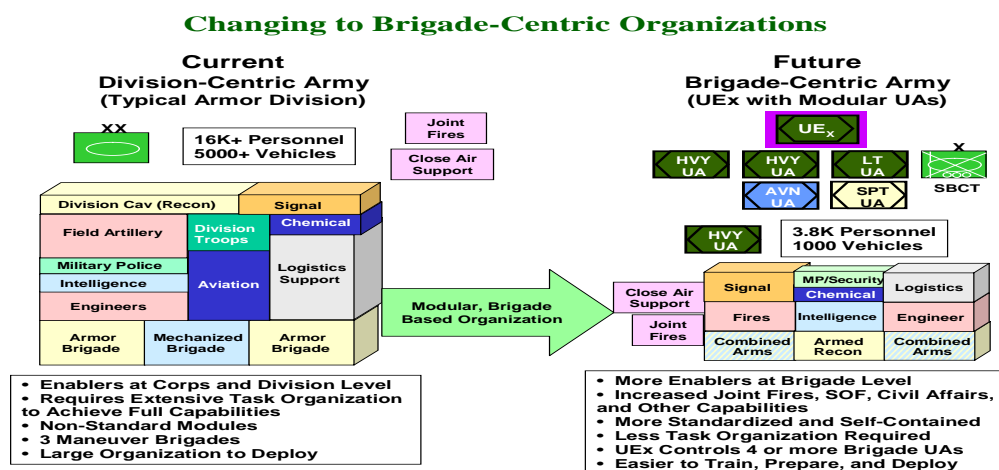 Changing to Brigade-Centric Organizations
Current
Division-Centric Army
(Typical Armor Division)
XX
16K+ Personnel
5000+ Vehicles
Joint
Fires
Close Air
Support
Division Cav (Recon)
Signal
Field Artillery
Division
Troops
Chemical
Military Police
Intelligence
Engineers
Aviation
Logistics
Support
Armor
Brigade
Mechanized
Brigade
Armor
Brigade
• Enablers at Corps and Division Level
• Requires Extensive Task Organization
to Achieve Full Capabilities
• Non-Standard Modules
• 3 Maneuver Brigades
• Large Organization to Deploy
Modular, Brigade
Based Organization
Future
Brigade-Centric Army
(UEx with Modular UAs)
UEx
HVY
UA
HVY
UA
LT
UA
X
SBCT
AVN
UA
SPT
UA
HVY
UA
3.8K Personnel
1000 Vehicles
Close Air
Support
Joint
Fires
Signal
MP/Security
Chemical
Logistics
Fires
Intelligence
Engineer
Combined
Arms
Armed
Recon
Combined
Arms
• More Enablers at Brigade Level
• Increased Joint Fires, SOF, Civil Affairs,
and Other Capabilities
• More Standardized and Self-Contained
• Less Task Organization Required
• UEx Controls 4 or more Brigade UAs
• Easier to Train, Prepare, and Deploy